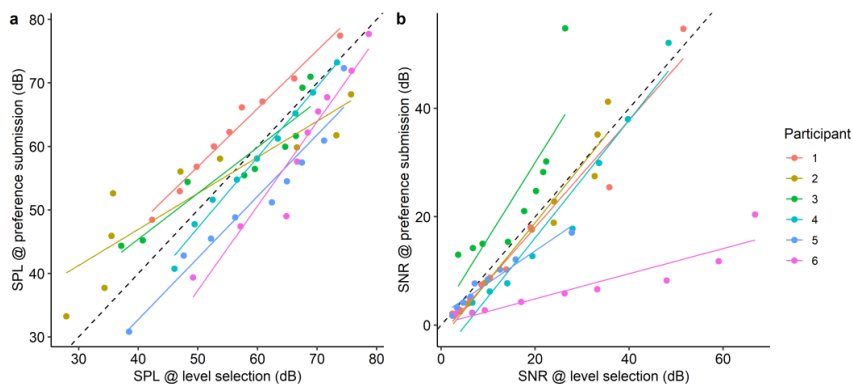 a
80
70
60
50
40
30
SPL @ preference submission (dB)
30 40 50 60 70 80
SPL @ level selection (dB)
b
40
20
0
SNR @ preference submission (dB)
0 20 40 60
SNR @ level selection (dB)
Participant
1
2
3
4
5
6